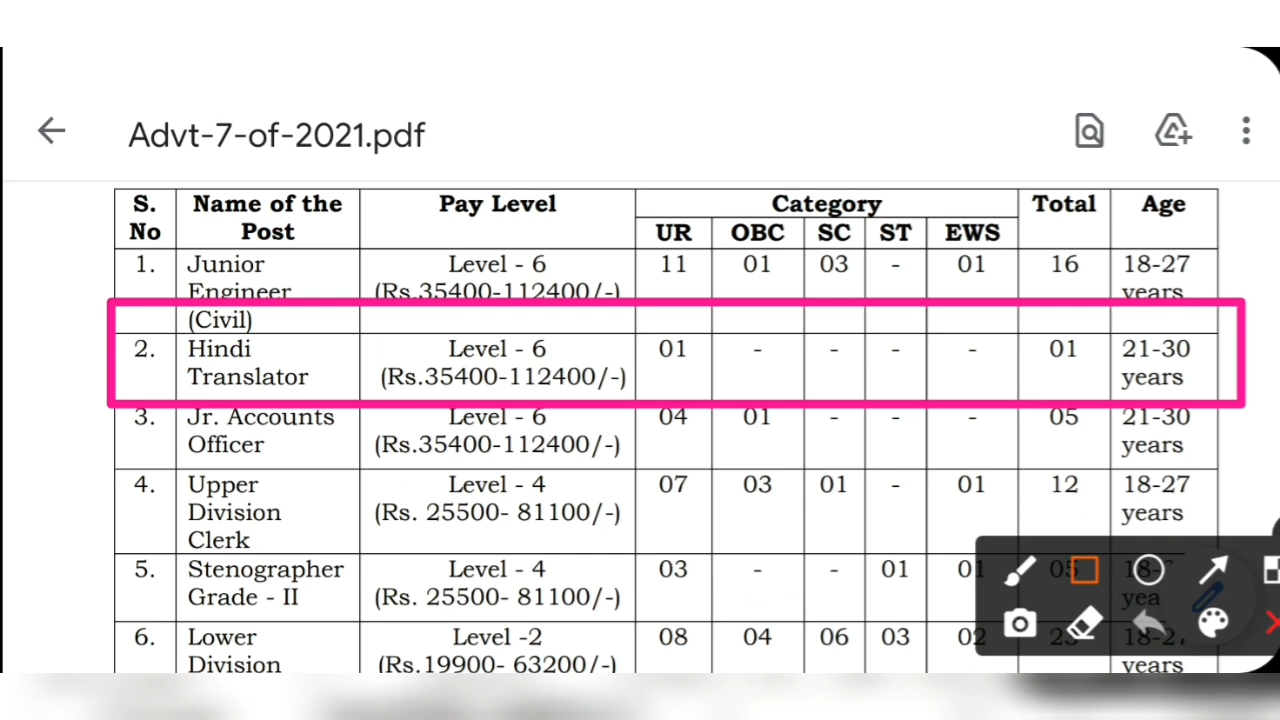 Advt-7-of-2021.pdf
S. No | Name of the Post | Pay Level | Category | Total | Age
UR | OBC | SC | ST | EWS
1. | Junior Engineer (Civil) | Level - 6 (Rs.35400-112400/-) | 11 | 01 | 03 | - | 01 | 16 | 18-27 years
2. | Hindi Translator | Level - 6 (Rs.35400-112400/-) | 01 | - | - | - | - | 01 | 21-30 years
3. | Jr. Accounts Officer | Level - 6 (Rs.35400-112400/-) | 04 | 01 | - | - | - | 05 | 21-30 years
4. | Upper Division Clerk | Level - 4 (Rs. 25500- 81100/-) | 07 | 03 | 01 | - | 01 | 12 | 18-27 years
5. | Stenographer Grade - II | Level - 4 (Rs. 25500- 81100/-) | 03 | - | - | 01 | 01 | 05
6. | Lower Division | Level -2 (Rs.19900- 63200/-) | 08 | 04 | 06 | 03 | 02 | 23 | 18-27 years